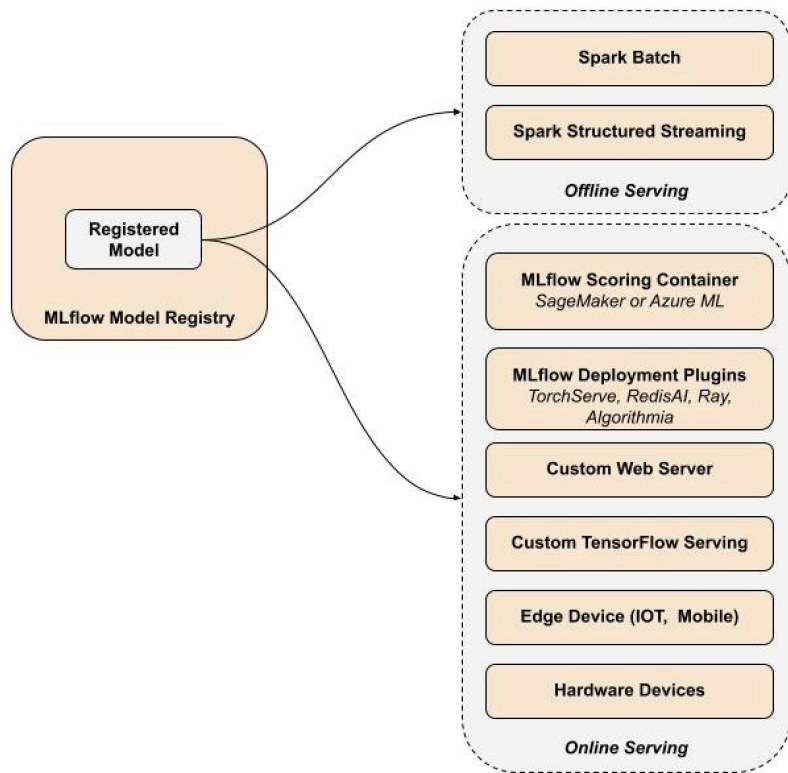 Spark Batch
Spark Structured Streaming
Offline Serving
Registered
Model
MLflow Model Registry
MLflow Scoring Container
SageMaker or Azure ML
MLflow Deployment Plugins
TorchServe, RedisAI, Ray,
Algorithmia
Custom Web Server
Custom TensorFlow Serving
Edge Device (IOT, Mobile)
Hardware Devices
Online Serving